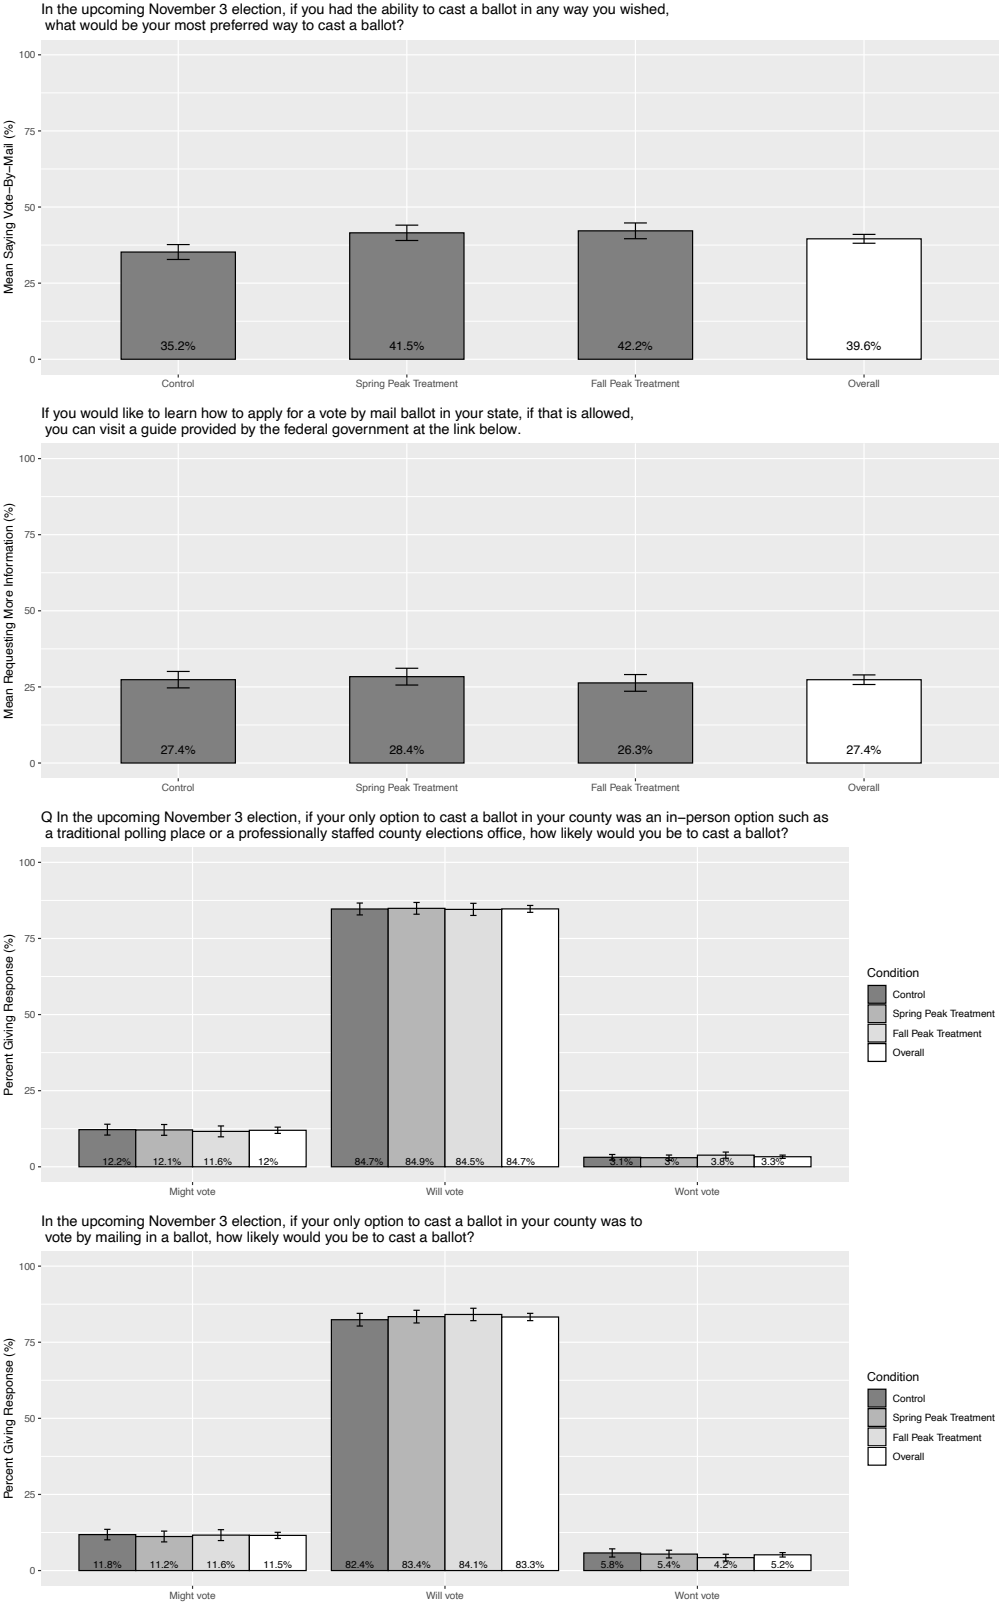 In the upcoming November 3 election, if you had the ability to cast a ballot in any way you wished,
what would be your most preferred way to cast a ballot?
Mean Saying Vote−By−Mail (%)
100
75
50
25
0
35.2%
41.5%
42.2%
39.6%
Control
Spring Peak Treatment
Fall Peak Treatment
Overall
If you would like to learn how to apply for a vote by mail ballot in your state, if that is allowed,
you can visit a guide provided by the federal government at the link below.
Mean Requesting More Information (%)
100
75
50
25
0
27.4%
28.4%
26.3%
27.4%
Control
Spring Peak Treatment
Fall Peak Treatment
Overall
Q In the upcoming November 3 election, if your only option to cast a ballot in your county was an in−person option such as
a traditional polling place or a professionally staffed county elections office, how likely would you be to cast a ballot?
Percent Giving Response (%)
100
75
50
25
0
12.2%
12.1%
11.6%
12%
84.7%
84.9%
84.5%
84.7%
3.1%
3%
3.8%
3.3%
Might vote
Will vote
Wont vote
Condition
Control
Spring Peak Treatment
Fall Peak Treatment
Overall
In the upcoming November 3 election, if your only option to cast a ballot in your county was to
vote by mailing in a ballot, how likely would you be to cast a ballot?
Percent Giving Response (%)
100
75
50
25
0
11.8%
11.2%
11.6%
11.5%
82.4%
83.4%
84.1%
83.3%
5.8%
5.4%
4.2%
5.2%
Might vote
Will vote
Wont vote
Condition
Control
Spring Peak Treatment
Fall Peak Treatment
Overall